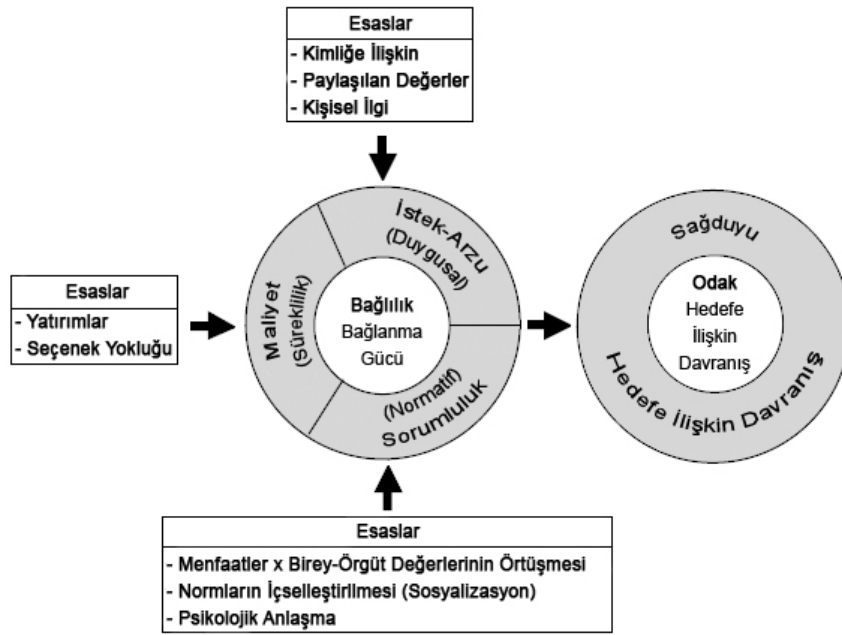 Esaslar
- Kimliğe İlişkin
- Paylaşılan Değerler
- Kişisel İlgi
Esaslar
- Yatırımlar
- Seçenek Yokluğu
Maliyet
(Süreklilik)
İstek-Arzu
(Duygusal)
Bağlılık
Bağlanma
Gücü
(Normatif)
Sorumluluk
Sağduyu
Odak
Hedefe
İlişkin
Davranış
Hedefe İlişkin Davranış
Esaslar
- Menfaatler x Birey-Örgüt Değerlerinin Örtüşmesi
- Normların İçselleştirilmesi (Sosyalizasyon)
- Psikolojik Anlaşma